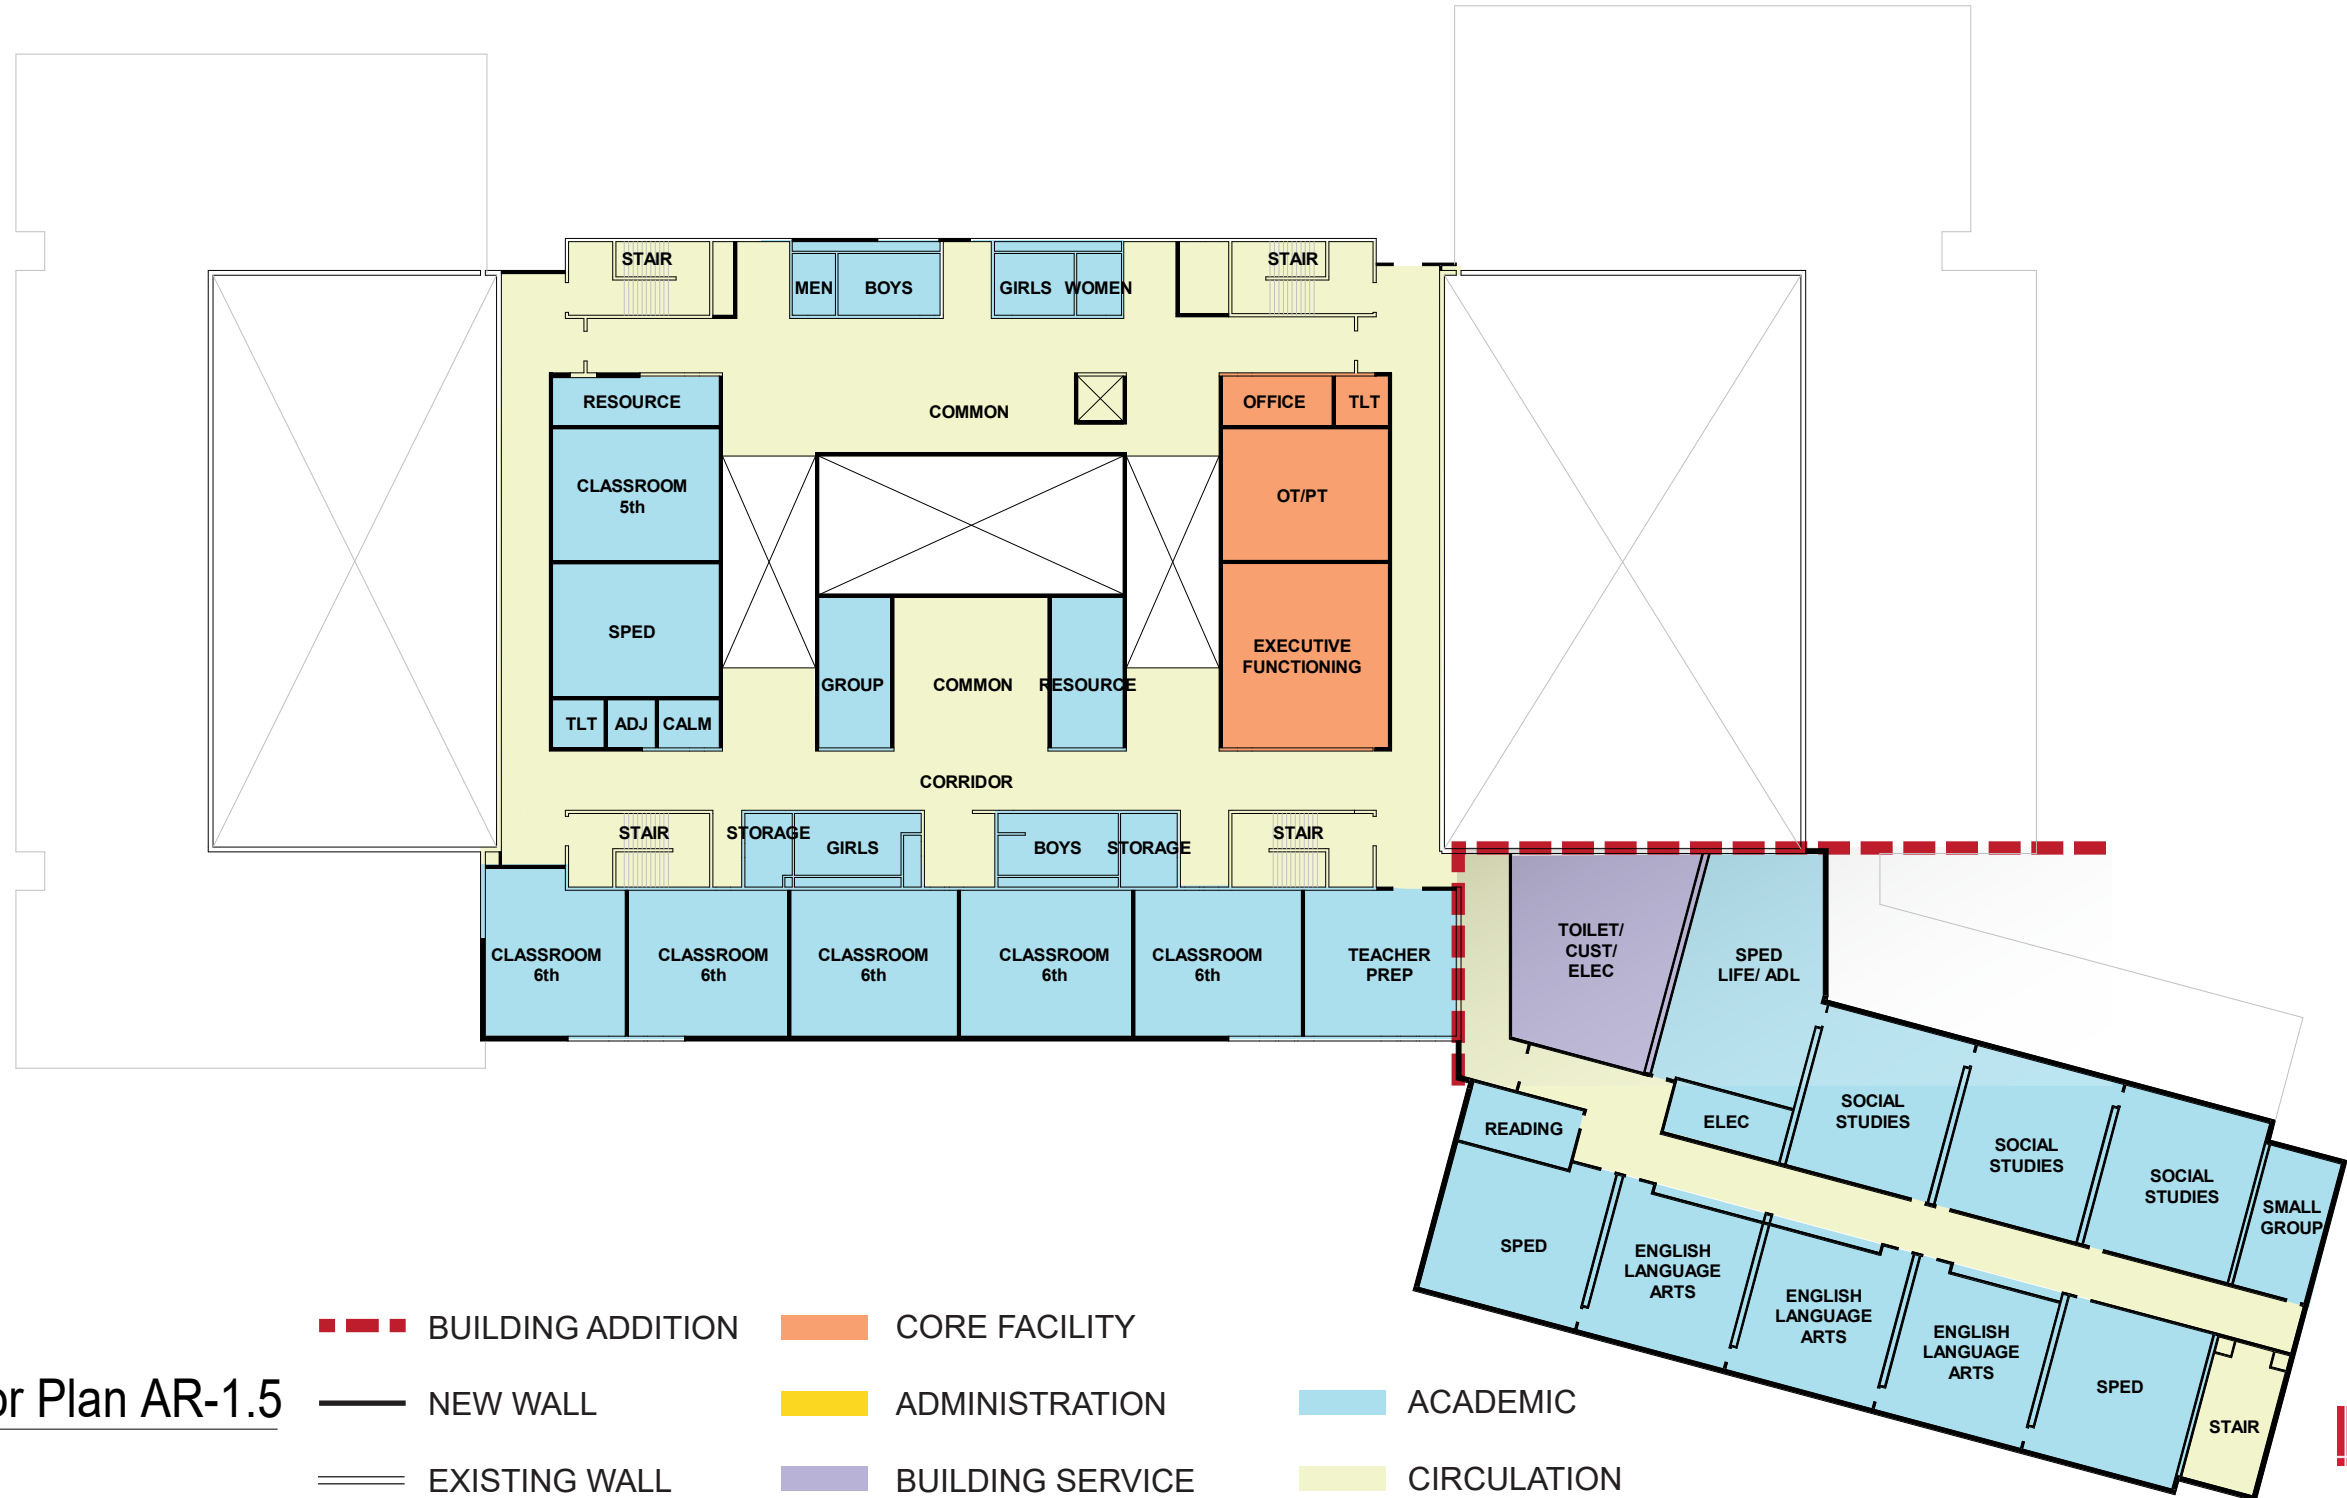 STAIR
STAIR
MEN
BOYS
GIRLS
WOMEN
RESOURCE
COMMON
OFFICE
TLT
CLASSROOM
5th
OT/PT
SPED
EXECUTIVE
FUNCTIONING
GROUP
COMMON
RESOURCE
TLT
ADJ
CALM
CORRIDOR
STAIR
STORAGE
GIRLS
BOYS
STORAGE
STAIR
CLASSROOM
6th
CLASSROOM
6th
CLASSROOM
6th
CLASSROOM
6th
CLASSROOM
6th
TEACHER
PREP
TOILET/
CUST/
ELEC
SPED
LIFE/ ADL
READING
ELEC
SOCIAL
STUDIES
SOCIAL
STUDIES
SOCIAL
STUDIES
SMALL
GROUP
SPED
ENGLISH
LANGUAGE
ARTS
ENGLISH
LANGUAGE
ARTS
ENGLISH
LANGUAGE
ARTS
SPED
STAIR
or Plan AR-1.5
BUILDING ADDITION
NEW WALL
EXISTING WALL
CORE FACILITY
ADMINISTRATION
BUILDING SERVICE
ACADEMIC
CIRCULATION